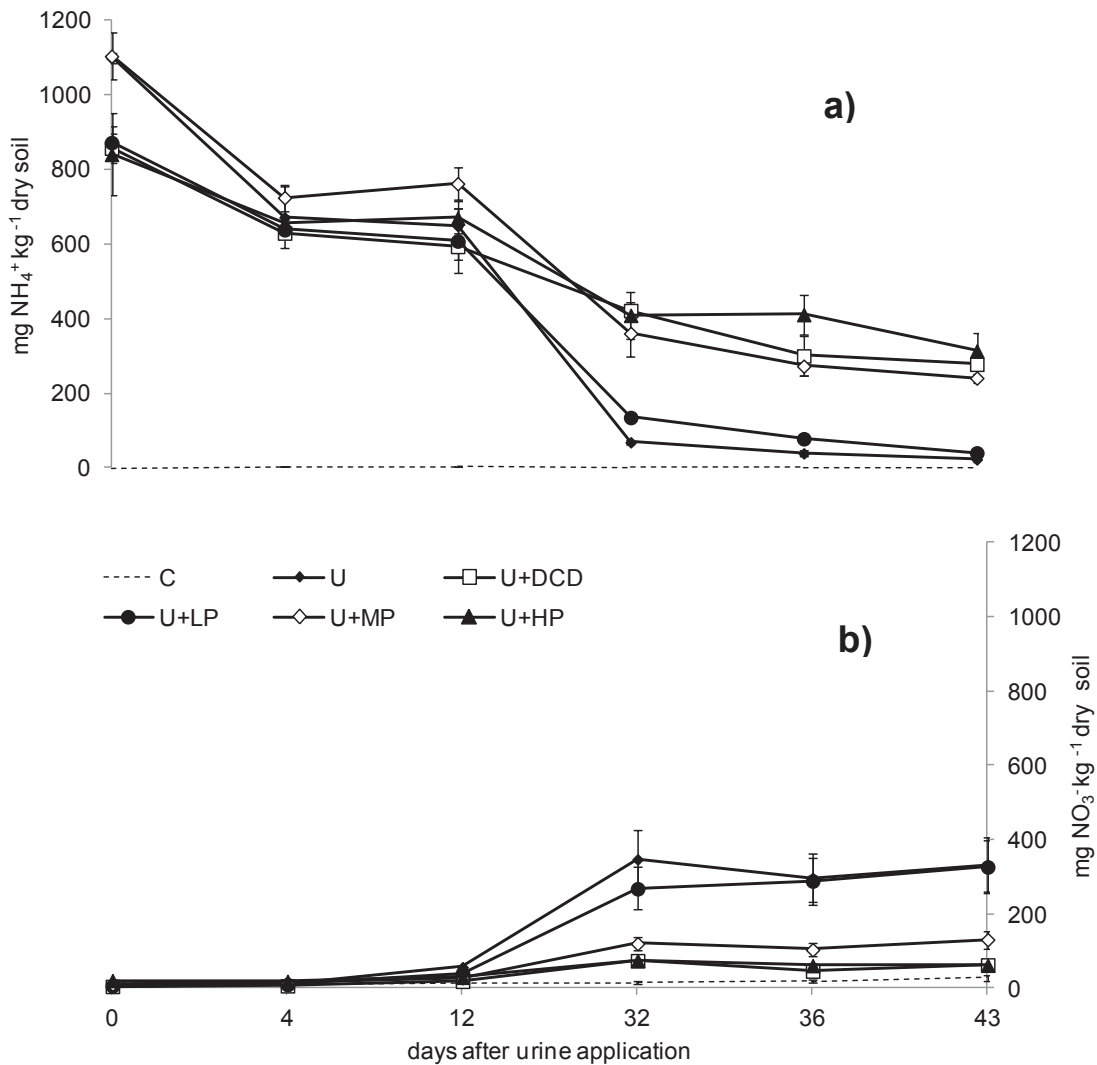 1200
1000
800
600
400
200
0
mg NH₄⁺ kg⁻¹ dry soil
a)
C U U+DCD
U+LP U+MP U+HP
b)
1200
1000
800
600
400
200
0
mg NO₃⁻ kg⁻¹ dry soil
0 4 12 32 36 43
days after urine application